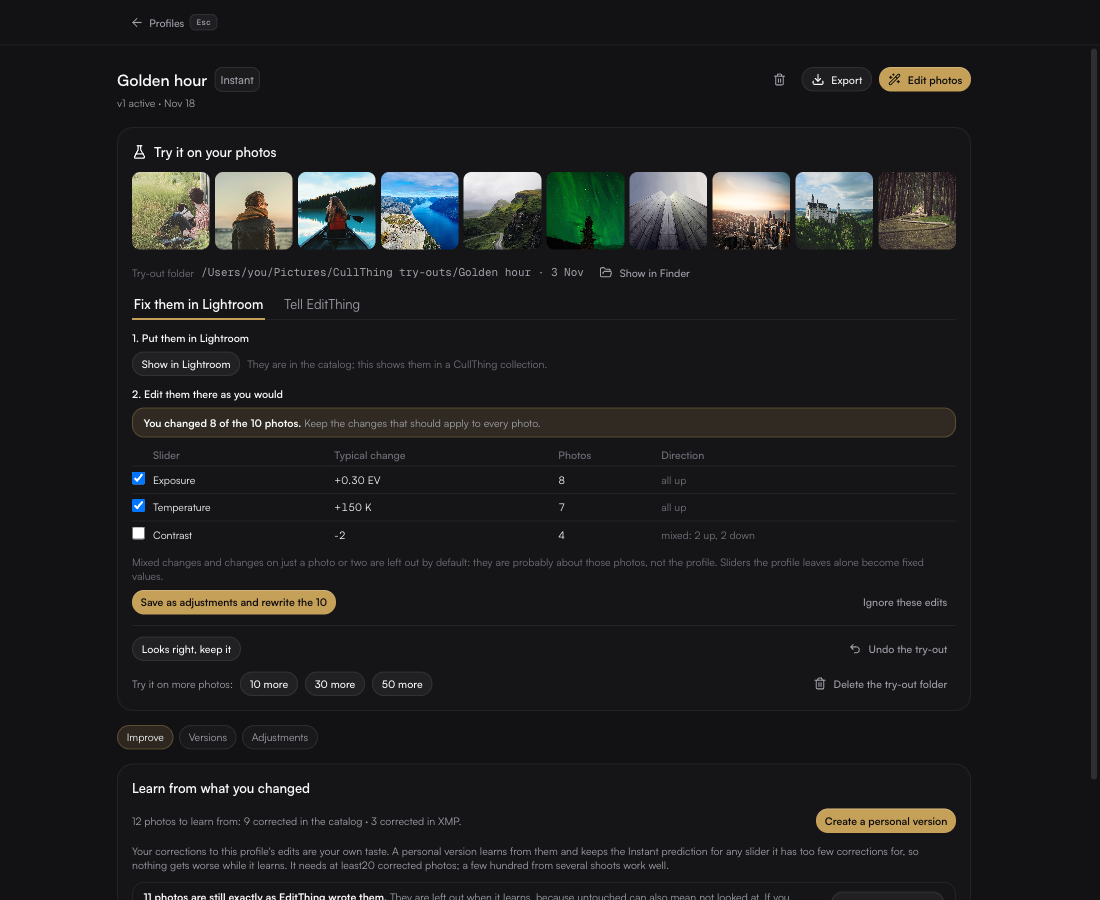 Profiles Esc
Golden hour Instant
Export
Edit photos
v1 active · Nov 18
Try it on your photos
Try-out folder /Users/you/Pictures/CullThing try-outs/Golden hour · 3 Nov Show in Finder
Fix them in Lightroom Tell EditThing
1. Put them in Lightroom
Show in Lightroom They are in the catalog; this shows them in a CullThing collection.
2. Edit them there as you would
You changed 8 of the 10 photos. Keep the changes that should apply to every photo.
Slider Typical change Photos Direction
Exposure +0.30 EV 8 all up
Temperature +150 K 7 all up
Contrast -2 4 mixed: 2 up, 2 down
Mixed changes and changes on just a photo or two are left out by default: they are probably about those photos, not the profile. Sliders the profile leaves alone become fixed
values.
Save as adjustments and rewrite the 10 Ignore these edits
Looks right, keep it Undo the try-out
Try it on more photos: 10 more 30 more 50 more Delete the try-out folder
Improve Versions Adjustments
Learn from what you changed
12 photos to learn from: 9 corrected in the catalog · 3 corrected in XMP. Create a personal version
Your corrections to this profile's edits are your own taste. A personal version learns from them and keeps the Instant prediction for any slider it has too few corrections for, so
nothing gets worse while it learns. It needs at least20 corrected photos; a few hundred from several shoots work well.
11 photos are still exactly as EditThing wrote them. They are left out when it learns, because untouched can also mean not looked at. If you